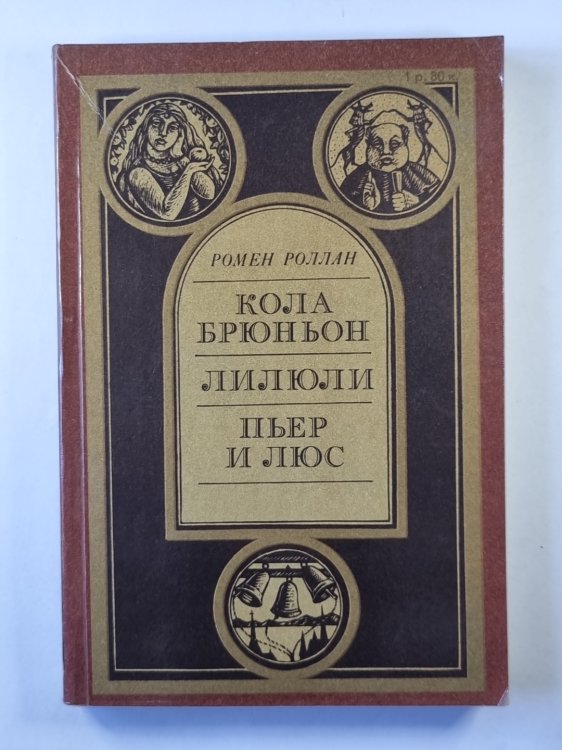 1 р. 80 к.
РОМЕН РОЛЛАН
КОЛА
БРЮНЬОН
ЛИЛЮЛИ
ПЬЕР
И ЛЮС